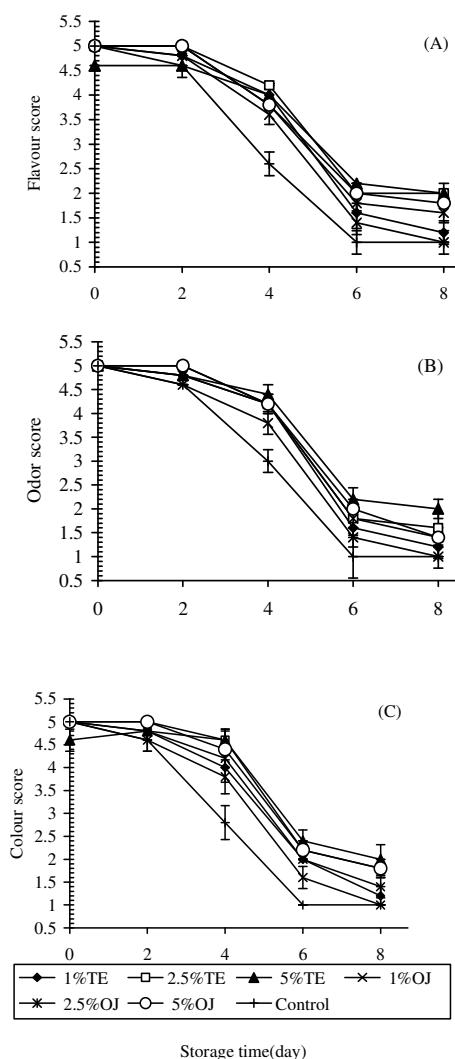 (A)
Flavour score
5.5
5
4.5
4
3.5
3
2.5
2
1.5
1
0.5
0 2 4 6 8
(B)
Odor score
5.5
5
4.5
4
3.5
3
2.5
2
1.5
1
0.5
0 2 4 6 8
(C)
Colour score
5.5
5
4.5
4
3.5
3
2.5
2
1.5
1
0.5
0 2 4 6 8
1%TE 2.5%TE 5%TE 1%OJ
2.5%OJ 5%OJ Control
Storage time(day)